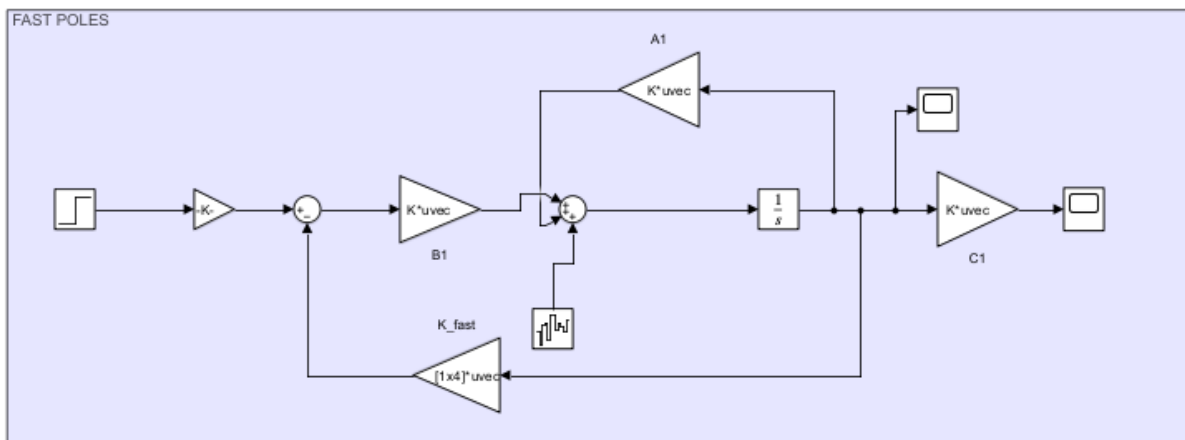 FAST POLES
A1
K*uvec
-K-
+
-
K*uvec
B1
+
+
+
1
s
K*uvec
C1
K_fast
[1x4]*uvec